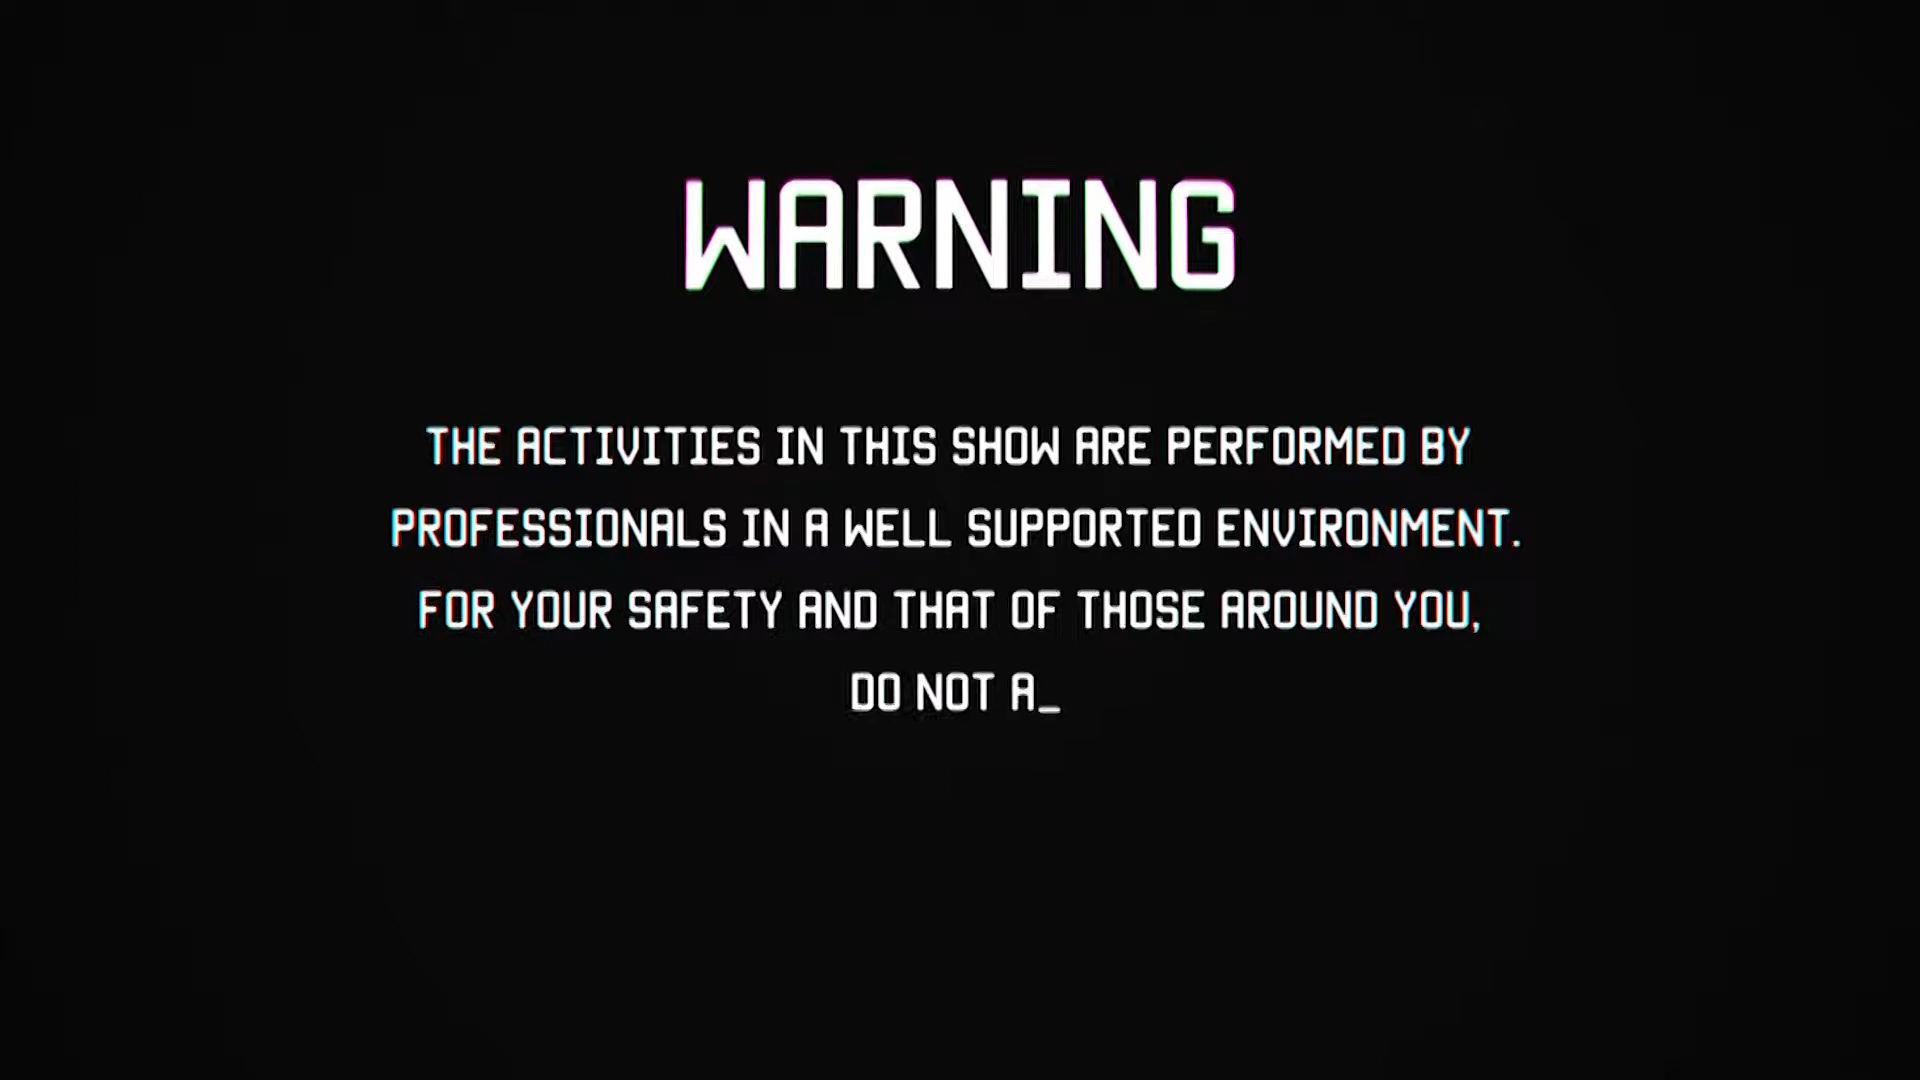 WARNING
THE ACTIVITIES IN THIS SHOW ARE PERFORMED BY
PROFESSIONALS IN A WELL SUPPORTED ENVIRONMENT.
FOR YOUR SAFETY AND THAT OF THOSE AROUND YOU,
DO NOT A_